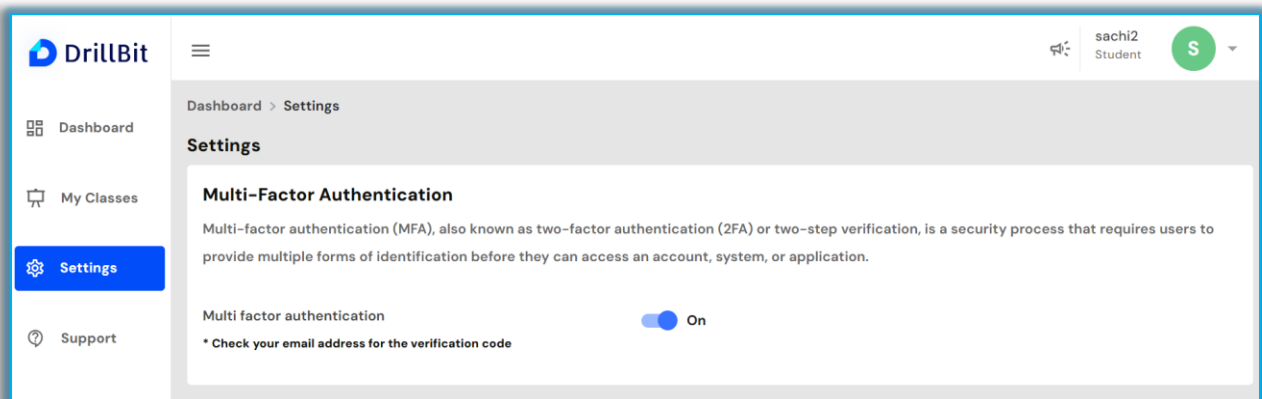 DrillBit
sachi2
Student
S
Dashboard > Settings
Dashboard
Settings
My Classes
Multi-Factor Authentication
Multi-factor authentication (MFA), also known as two-factor authentication (2FA) or two-step verification, is a security process that requires users to
provide multiple forms of identification before they can access an account, system, or application.
Settings
Multi factor authentication
On
* Check your email address for the verification code
Support